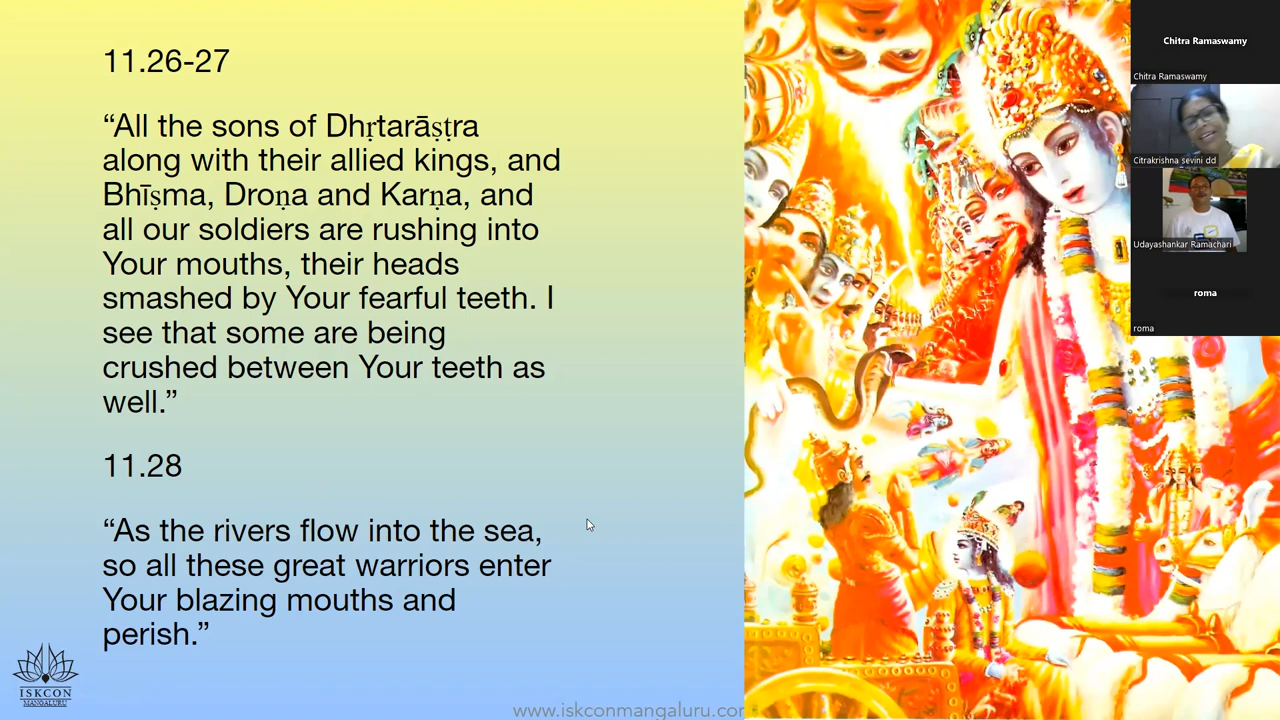 11.26-27
“All the sons of Dhṛtarāṣṭra
along with their allied kings, and
Bhīṣma, Droṇa and Karṇa, and
all our soldiers are rushing into
Your mouths, their heads
smashed by Your fearful teeth. I
see that some are being
crushed between Your teeth as
well.”
11.28
“As the rivers flow into the sea,
so all these great warriors enter
Your blazing mouths and
perish.”
ISKCON
MANGALURU
www.iskconmangaluru.cor
Chitra Ramaswamy
Chitra Ramaswamy
Citrakrishna sevini dd
Udayashankar Ramachari
roma
roma